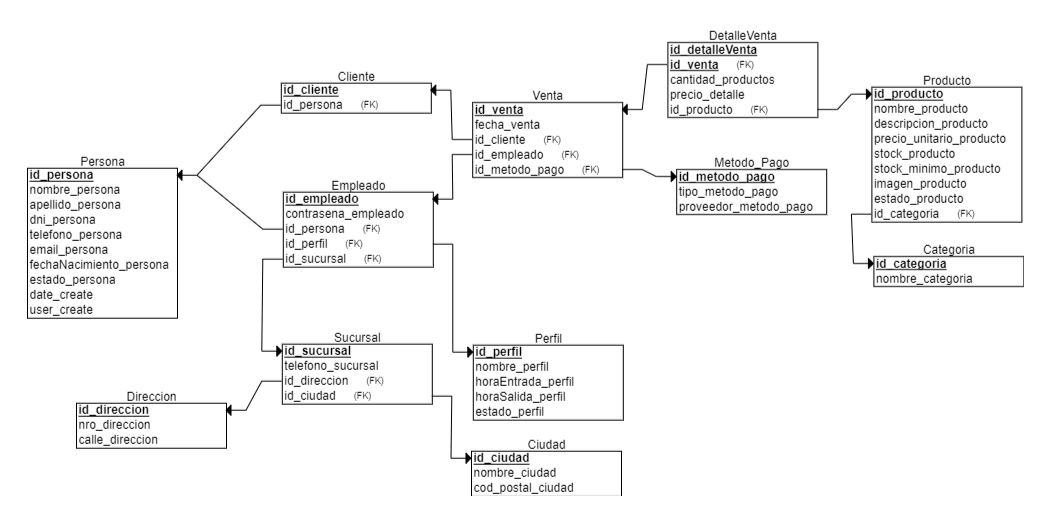 DetalleVenta
id_detalleVenta
id_venta (FK)
cantidad_productos
precio_detalle
id_producto (FK)
Cliente
id_cliente
id_persona (FK)
Producto
id_producto
nombre_producto
descripcion_producto
precio_unitario_producto
stock_producto
stock_minimo_producto
imagen_producto
estado_producto
id_categoria (FK)
Venta
id_venta
fecha_venta
id_cliente (FK)
id_empleado (FK)
id_metodo_pago (FK)
Persona
id_persona
nombre_persona
apellido_persona
dni_persona
telefono_persona
email_persona
fechaNacimiento_persona
estado_persona
date_create
user_create
Metodo_Pago
id_metodo_pago
tipo_metodo_pago
proveedor_metodo_pago
Empleado
id_empleado
contrasena_empleado
id_persona (FK)
id_perfil (FK)
id_sucursal (FK)
Categoria
id_categoria
nombre_categoria
Sucursal
id_sucursal
telefono_sucursal
id_direccion (FK)
id_ciudad (FK)
Perfil
id_perfil
nombre_perfil
horaEntrada_perfil
horaSalida_perfil
estado_perfil
Direccion
id_direccion
nro_direccion
calle_direccion
Ciudad
id_ciudad
nombre_ciudad
cod_postal_ciudad